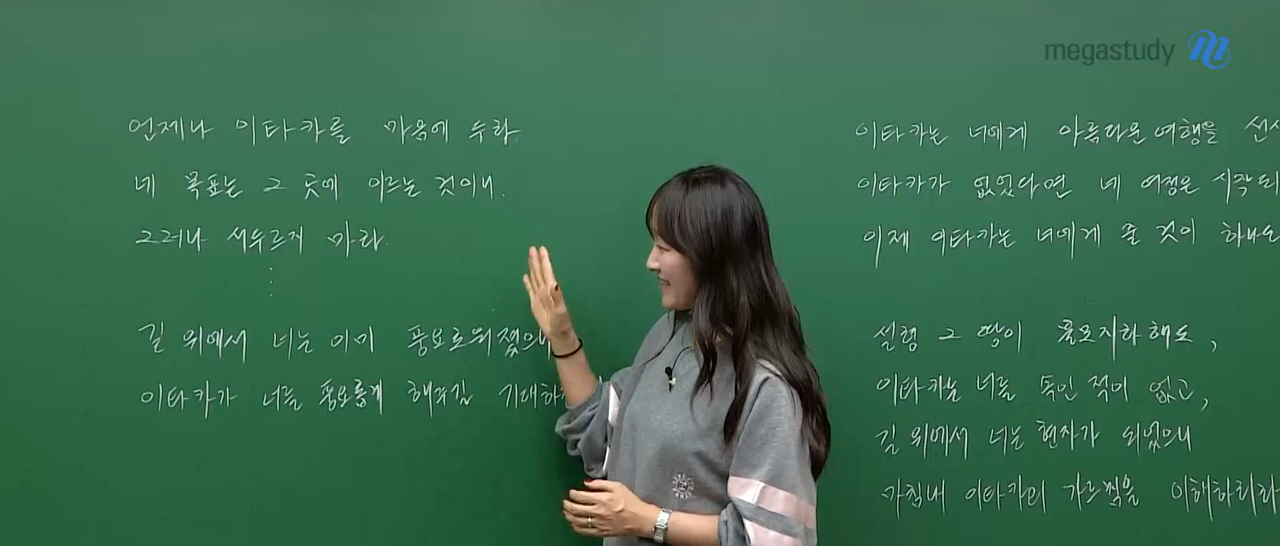 megastudy
언제나 이타카를 마음에 두라.
네 목표는 그 곳에 이르는 것이니.
그러나 서두르지 마라.
⋮
길 위에서 너는 이미 풍요로워졌으니
이타카가 너를 풍요롭게 해주길 기대하
이타카는 너에게 아름다운 여행을 선사
이타카가 없었다면 네 여정은 시작되
이제 이타카는 너에게 줄 것이 하나도
설령 그 땅이 불모지라 해도,
이타카는 너를 속인 적이 없고,
길 위에서 너는 현자가 되었으니
마침내 이타카의 가르침을 이해하리라